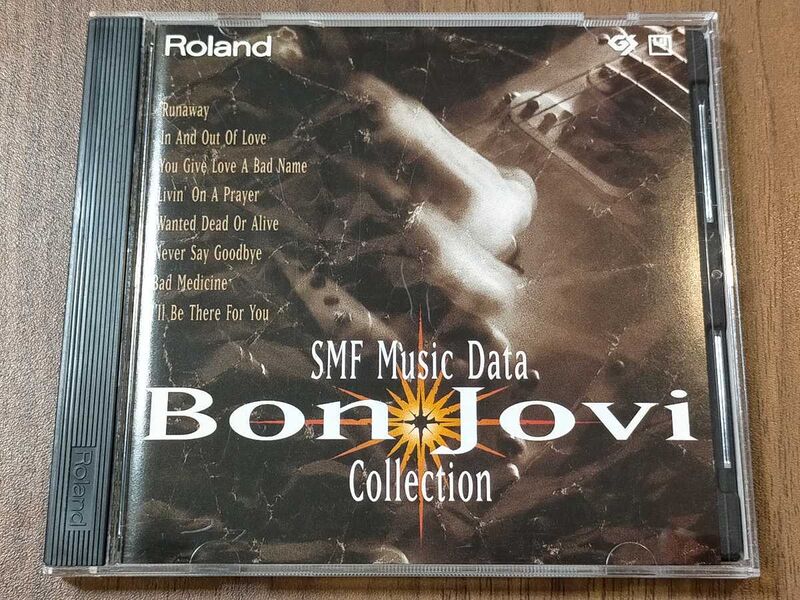 Roland
GS
Runaway
In And Out Of Love
You Give Love A Bad Name
Livin' On A Prayer
Wanted Dead Or Alive
Never Say Goodbye
Bad Medicine
I'll Be There For You
SMF Music Data
Bon Jovi
Collection
Roland